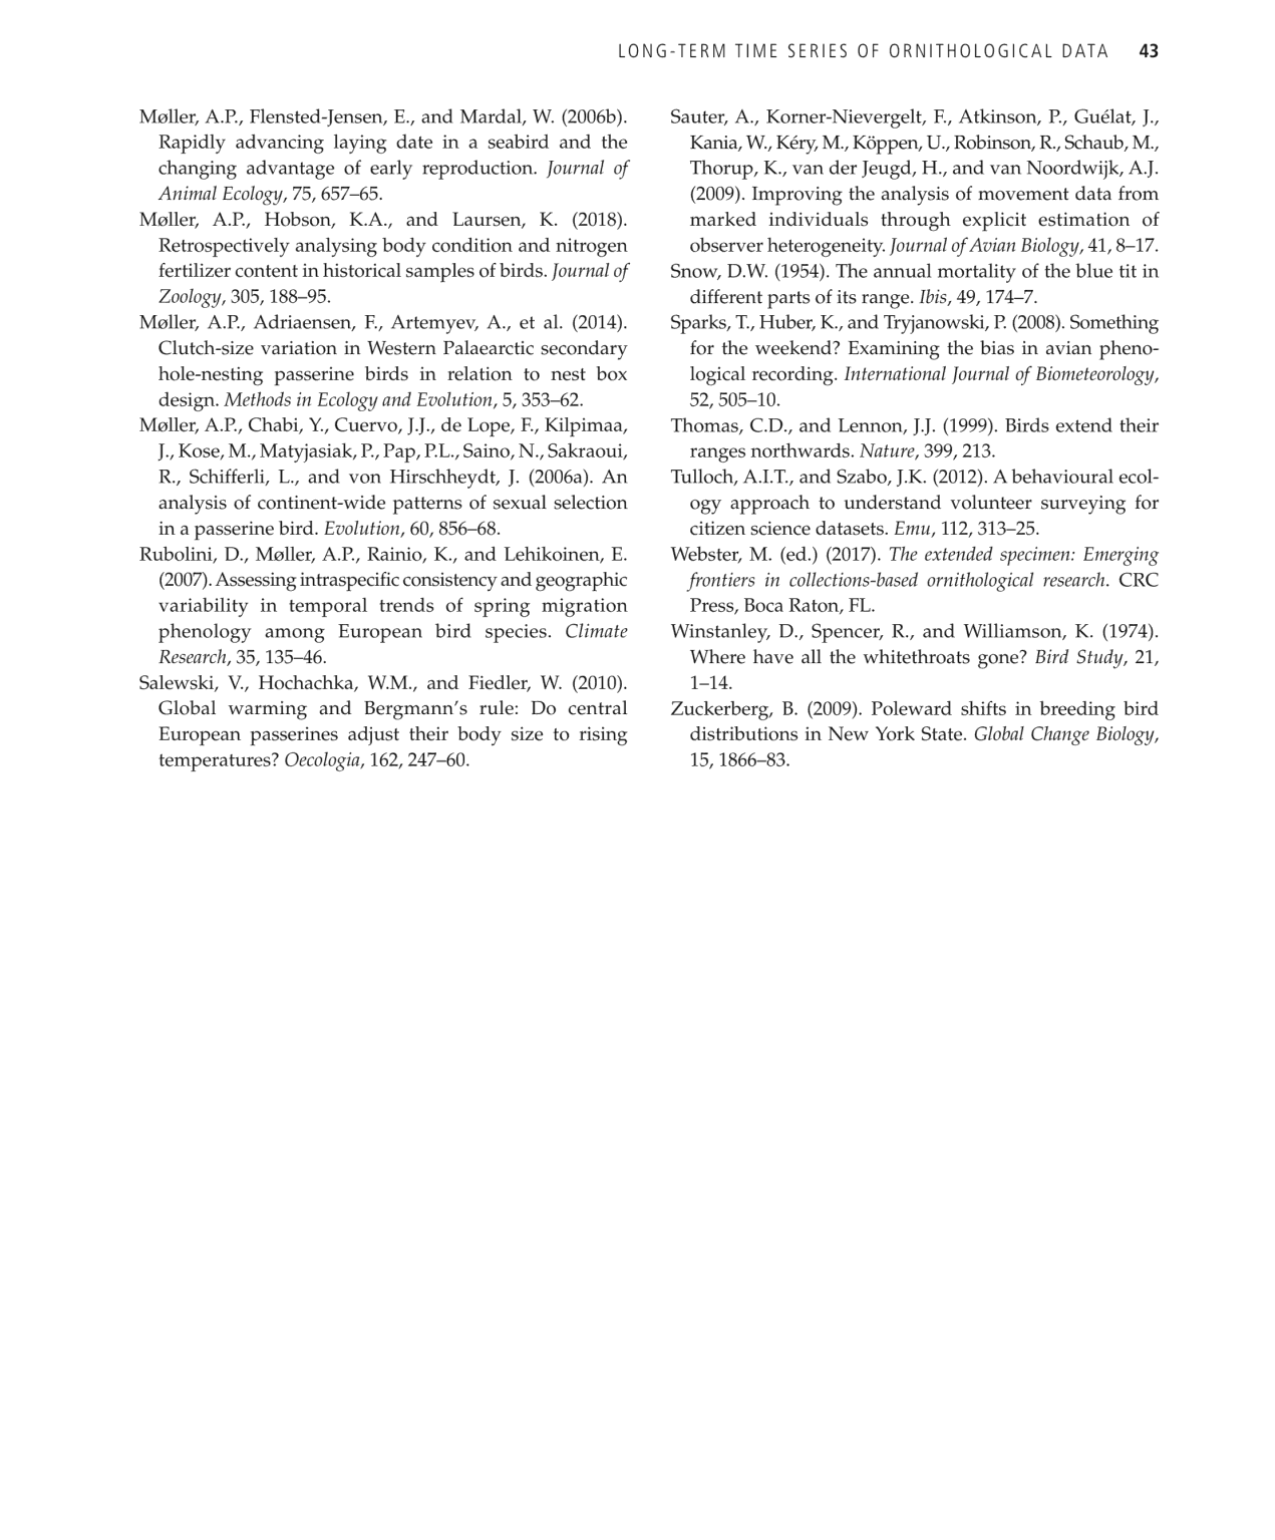 LONG-TERM TIME SERIES OF ORNITHOLOGICAL DATA 43
Møller, A.P., Flensted-Jensen, E., and Mardal, W. (2006b).
Rapidly advancing laying date in a seabird and the
changing advantage of early reproduction. Journal of
Animal Ecology, 75, 657–65.
Møller, A.P., Hobson, K.A., and Laursen, K. (2018).
Retrospectively analysing body condition and nitrogen
fertilizer content in historical samples of birds. Journal of
Zoology, 305, 188–95.
Møller, A.P., Adriaensen, F., Artemyev, A., et al. (2014).
Clutch-size variation in Western Palaearctic secondary
hole-nesting passerine birds in relation to nest box
design. Methods in Ecology and Evolution, 5, 353–62.
Møller, A.P., Chabi, Y., Cuervo, J.J., de Lope, F., Kilpimaa,
J., Kose, M., Matyjasiak, P., Pap, P.L., Saino, N., Sakraoui,
R., Schifferli, L., and von Hirschheydt, J. (2006a). An
analysis of continent-wide patterns of sexual selection
in a passerine bird. Evolution, 60, 856–68.
Rubolini, D., Møller, A.P., Rainio, K., and Lehikoinen, E.
(2007). Assessing intraspecific consistency and geographic
variability in temporal trends of spring migration
phenology among European bird species. Climate
Research, 35, 135–46.
Salewski, V., Hochachka, W.M., and Fiedler, W. (2010).
Global warming and Bergmann’s rule: Do central
European passerines adjust their body size to rising
temperatures? Oecologia, 162, 247–60.
Sauter, A., Korner-Nievergelt, F., Atkinson, P., Guélat, J.,
Kania, W., Kéry, M., Köppen, U., Robinson, R., Schaub, M.,
Thorup, K., van der Jeugd, H., and van Noordwijk, A.J.
(2009). Improving the analysis of movement data from
marked individuals through explicit estimation of
observer heterogeneity. Journal of Avian Biology, 41, 8–17.
Snow, D.W. (1954). The annual mortality of the blue tit in
different parts of its range. Ibis, 49, 174–7.
Sparks, T., Huber, K., and Tryjanowski, P. (2008). Something
for the weekend? Examining the bias in avian pheno-
logical recording. International Journal of Biometeorology,
52, 505–10.
Thomas, C.D., and Lennon, J.J. (1999). Birds extend their
ranges northwards. Nature, 399, 213.
Tulloch, A.I.T., and Szabo, J.K. (2012). A behavioural ecol-
ogy approach to understand volunteer surveying for
citizen science datasets. Emu, 112, 313–25.
Webster, M. (ed.) (2017). The extended specimen: Emerging
frontiers in collections-based ornithological research. CRC
Press, Boca Raton, FL.
Winstanley, D., Spencer, R., and Williamson, K. (1974).
Where have all the whitethroats gone? Bird Study, 21,
1–14.
Zuckerberg, B. (2009). Poleward shifts in breeding bird
distributions in New York State. Global Change Biology,
15, 1866–83.